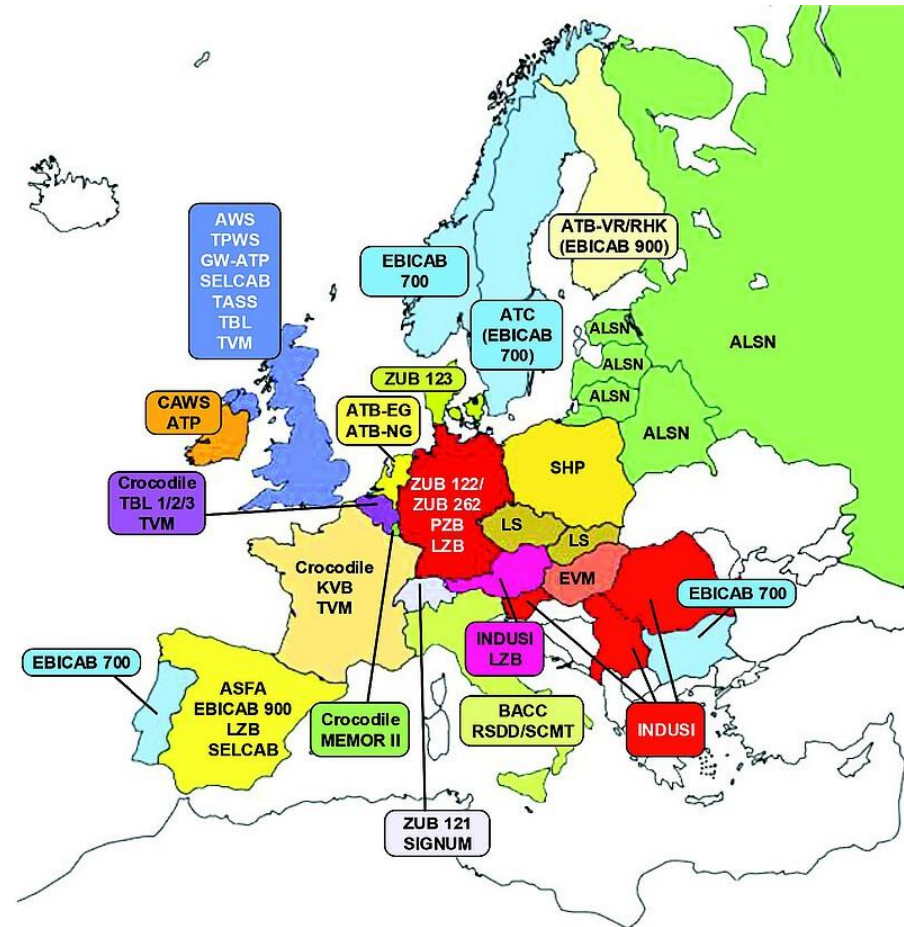 AWS
TPWS
GW-ATP
SELCAB
TASS
TBL
TVM
EBICAB
700
ATB-VR/RHK
(EBICAB 900)
ATC
(EBICAB
700)
ALSN
ALSN
ALSN
ALSN
ALSN
ZUB 123
CAWS
ATP
ATB-EG
ATB-NG
Crocodile
TBL 1/2/3
TVM
ZUB 122/
ZUB 262
PZB
LZB
SHP
LS
LS
EVM
Crocodile
KVB
TVM
EBICAB 700
INDUSI
LZB
EBICAB 700
ASFA
EBICAB 900
LZB
SELCAB
Crocodile
MEMOR II
BACC
RSDD/SCMT
INDUSI
ZUB 121
SIGNUM